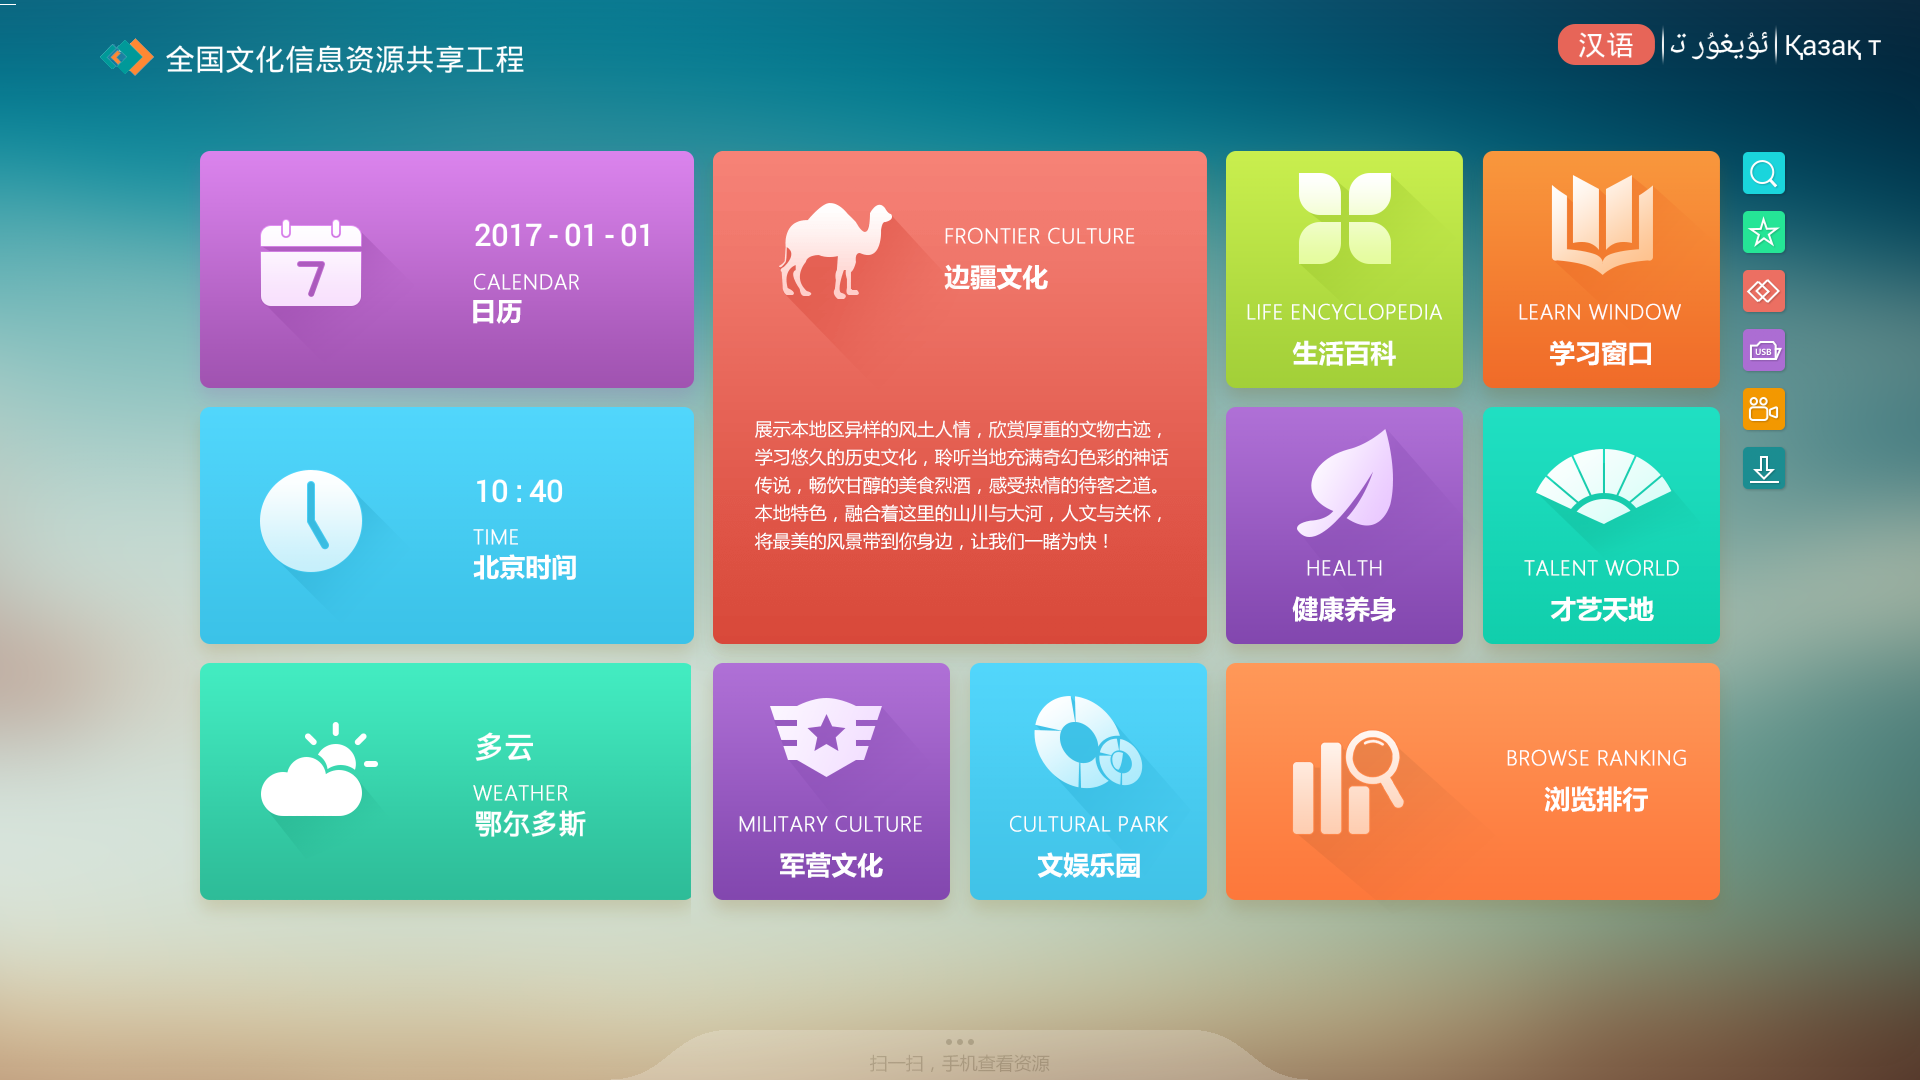 全国文化信息资源共享工程
汉语
ئۇيغۇر ت
Қазақ т
2017 - 01 - 01
CALENDAR
日历
7
FRONTIER CULTURE
边疆文化
展示本地区异样的风土人情，欣赏厚重的文物古迹，
学习悠久的历史文化，聆听当地充满奇幻色彩的神话
传说，畅饮甘醇的美食烈酒，感受热情的待客之道。
本地特色，融合着这里的山川与大河，人文与关怀，
将最美的风景带到你身边，让我们一睹为快！
LIFE ENCYCLOPEDIA
生活百科
LEARN WINDOW
学习窗口
USB
10 : 40
TIME
北京时间
HEALTH
健康养身
TALENT WORLD
才艺天地
多云
WEATHER
鄂尔多斯
MILITARY CULTURE
军营文化
CULTURAL PARK
文娱乐园
BROWSE RANKING
浏览排行
扫一扫，手机查看资源